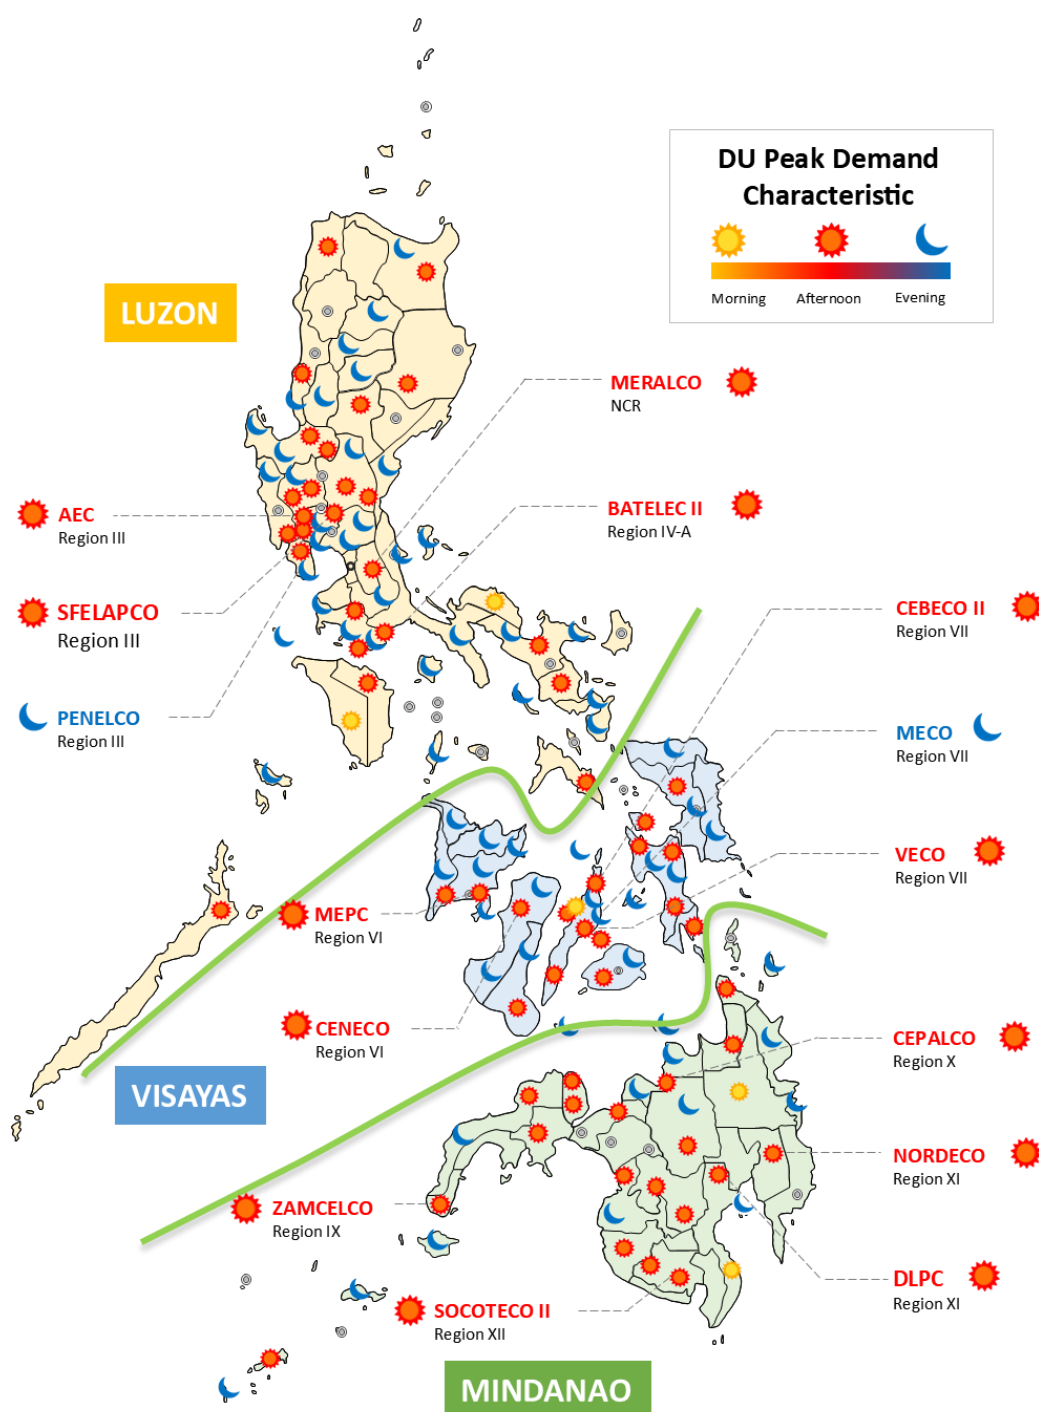 DU Peak Demand
Characteristic
Morning
Afternoon
Evening
LUZON
MERALCO
NCR
AEC
Region III
BATELEC II
Region IV-A
SFELAPCO
Region III
CEBECO II
Region VII
PENELCO
Region III
MECO
Region VII
VECO
Region VII
MEPC
Region VI
CENECO
Region VI
CEPALCO
Region X
VISAYAS
NORDECO
Region XI
ZAMCELCO
Region IX
DLPC
Region XI
SOCOTECO II
Region XII
MINDANAO